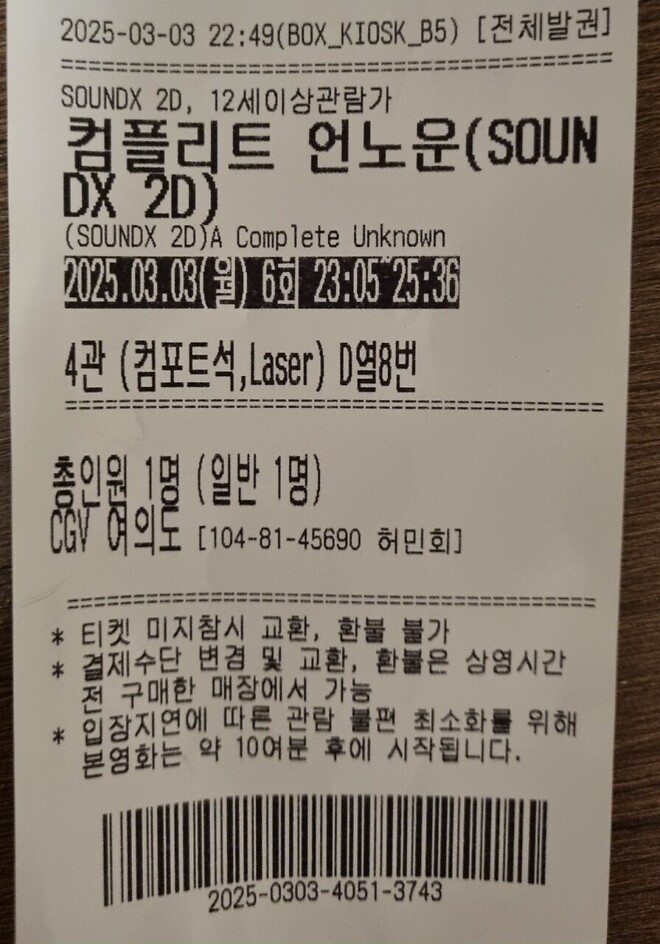 2025-03-03 22:49(BOX_KIOSK_B5) [전체발권]
SOUNDX 2D, 12세이상관람가
컴플리트 언노운(SOUN
DX 2D)
(SOUNDX 2D)A Complete Unknown
2025.03.03(월) 6회 23:05~25:36
4관 (컴포트석,Laser) D열8번
총인원 1명 (일반 1명)
CGV 여의도 [104-81-45690 허민회]
* 티켓 미지참시 교환, 환불 불가
* 결제수단 변경 및 교환, 환불은 상영시간
전 구매한 매장에서 가능
* 입장지연에 따른 관람 불편 최소화를 위해
본영화는 약 10여분 후에 시작됩니다.
2025-0303-4051-3743